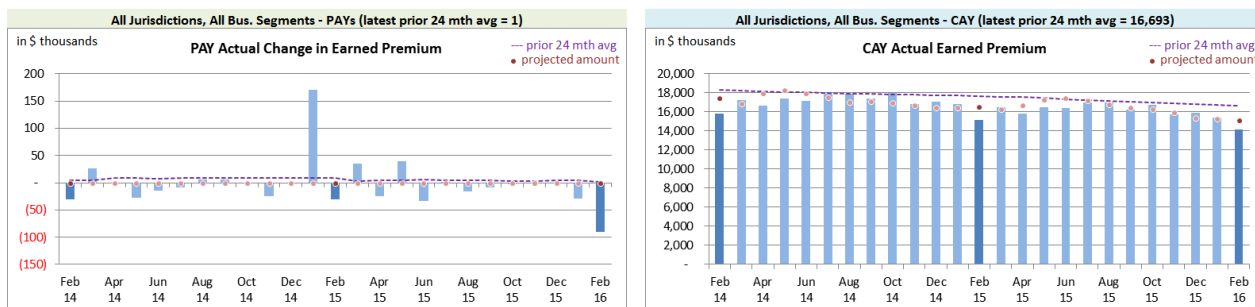 All Jurisdictions, All Bus. Segments - PAYs (latest prior 24 mth avg = 1)
in $ thousands
PAY Actual Change in Earned Premium
--- prior 24 mth avg
• projected amount
200
150
100
50
-
(50)
(100)
(150)
Feb Apr Jun Aug Oct Dec Feb Apr Jun Aug Oct Dec Feb
14 14 14 14 14 14 15 15 15 15 15 15 16
All Jurisdictions, All Bus. Segments - CAY (latest prior 24 mth avg = 16,693)
in $ thousands
CAY Actual Earned Premium
--- prior 24 mth avg
• projected amount
20,000
18,000
16,000
14,000
12,000
10,000
8,000
6,000
4,000
2,000
-
Feb Apr Jun Aug Oct Dec Feb Apr Jun Aug Oct Dec Feb
14 14 14 14 14 14 15 15 15 15 15 15 16